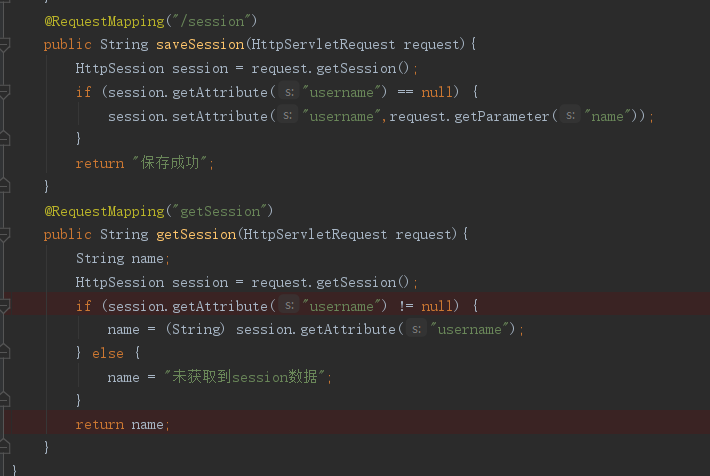 }
@RequestMapping("/session")
public String saveSession(HttpServletRequest request){
HttpSession session = request.getSession();
if (session.getAttribute( s: "username") == null) {
session.setAttribute( s: "username",request.getParameter( s: "name"));
}
return "保存成功";
}
@RequestMapping("getSession")
public String getSession(HttpServletRequest request){
String name;
HttpSession session = request.getSession();
if (session.getAttribute( s: "username") != null) {
name = (String) session.getAttribute( s: "username");
} else {
name = "未获取到session数据";
}
return name;
}
}